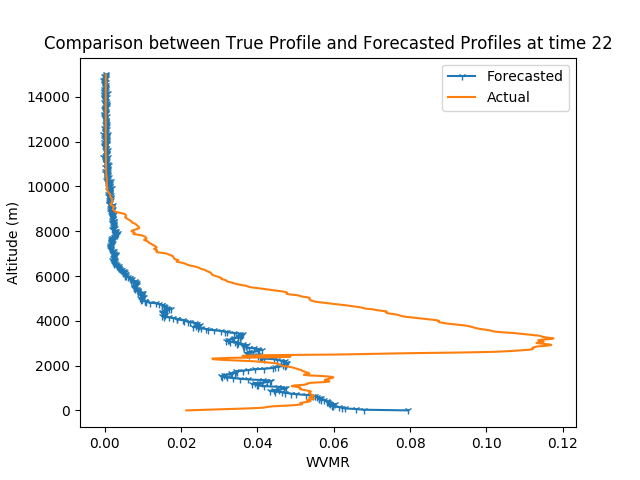 Comparison between True Profile and Forecasted Profiles at time 22
Forecasted
Actual
14000
12000
10000
8000
6000
4000
2000
0
Altitude (m)
0.00 0.02 0.04 0.06 0.08 0.10 0.12
WVMR